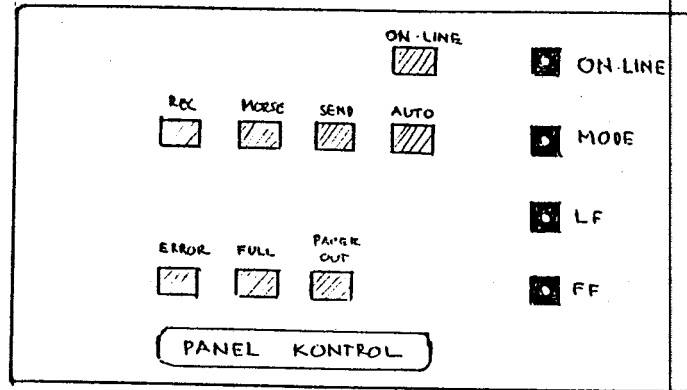 ON-LINE
ON-LINE
REC MORSE SEND AUTO
MODE
LF
ERROR FULL PAPER
OUT
FF
PANEL KONTROL